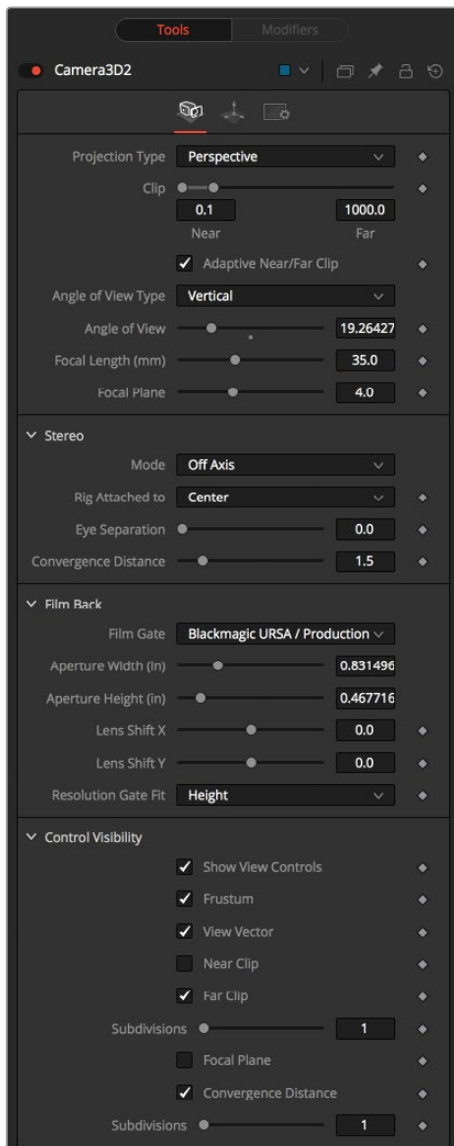 Tools Modifiers
Camera3D2
Projection Type Perspective
Clip
0.1 1000.0
Near Far
Adaptive Near/Far Clip
Angle of View Type Vertical
Angle of View 19.26427
Focal Length (mm) 35.0
Focal Plane 4.0
Stereo
Mode Off Axis
Rig Attached to Center
Eye Separation 0.0
Convergence Distance 1.5
Film Back
Film Gate Blackmagic URSA / Production
Aperture Width (in) 0.831496
Aperture Height (in) 0.467716
Lens Shift X 0.0
Lens Shift Y 0.0
Resolution Gate Fit Height
Control Visibility
Show View Controls
Frustum
View Vector
Near Clip
Far Clip
Subdivisions 1
Focal Plane
Convergence Distance
Subdivisions 1